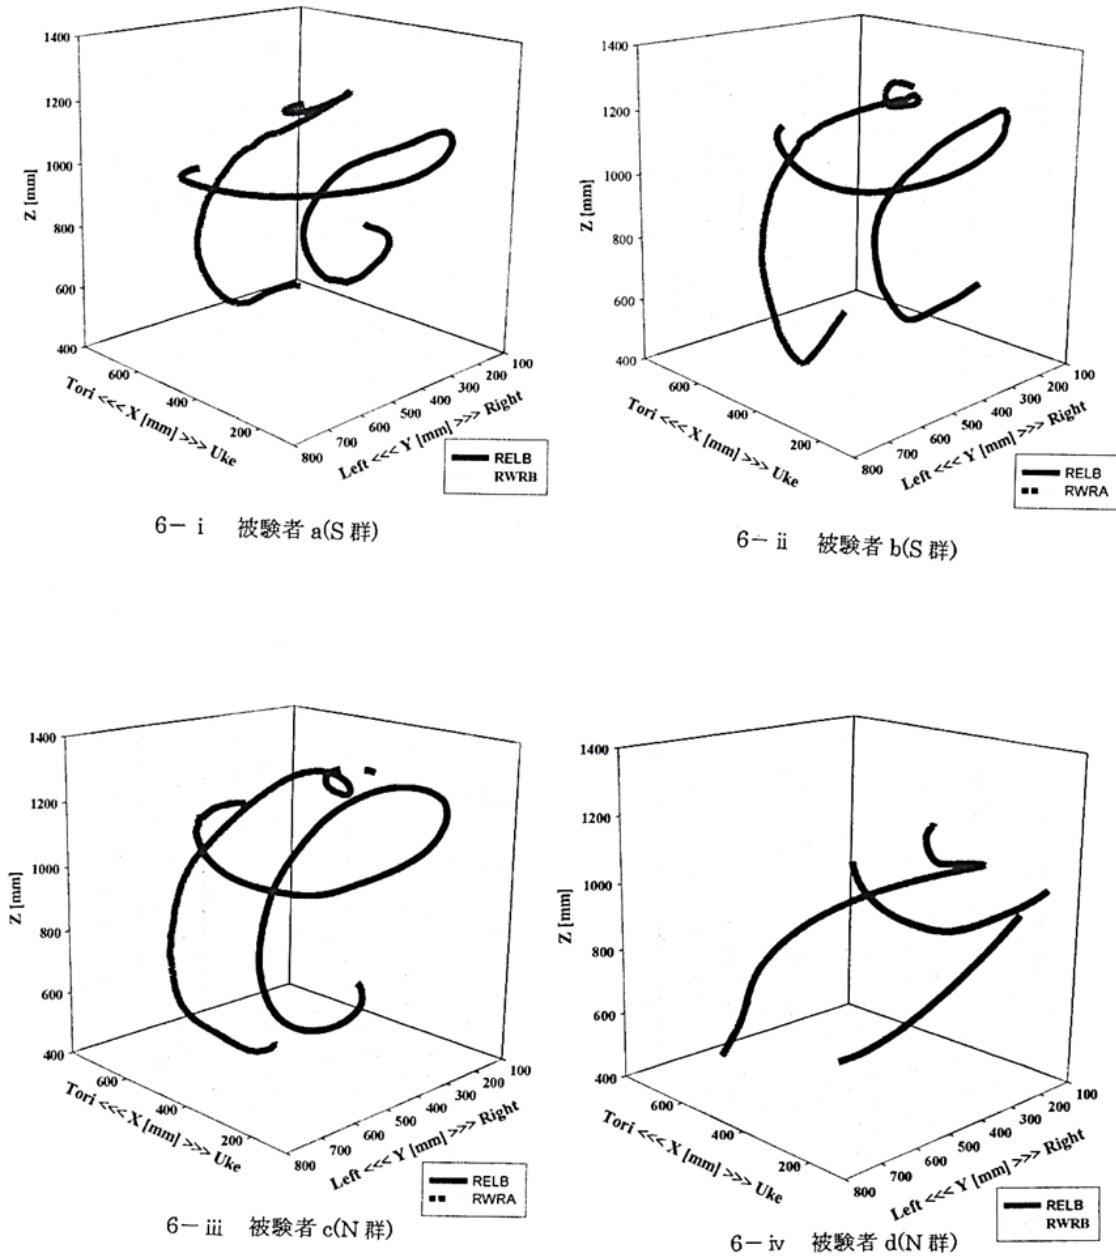 1400
1200
1000
800
600
400
Z [mm]
600
400
200
Tori <<< X [mm] >>> Uke
800
700
600
500
400
300
200
100
Left <<< Y [mm] >>> Right
RELB
RWRB
6-ⅰ 被験者 a(S 群)
1400
1200
1000
800
600
400
Z [mm]
600
400
200
Tori <<< X [mm] >>> Uke
800
700
600
500
400
300
200
100
Left <<< Y [mm] >>> Right
RELB
RWRA
6-ⅱ 被験者 b(S 群)
1400
1200
1000
800
600
400
Z [mm]
600
400
200
Tori <<< X [mm] >>> Uke
800
700
600
500
400
300
200
100
Left <<< Y [mm] >>> Right
RELB
RWRA
6-ⅲ 被験者 c(N 群)
1400
1200
1000
800
600
400
Z [mm]
600
400
200
Tori <<< X [mm] >>> Uke
800
700
600
500
400
300
200
100
Left <<< Y [mm] >>> Right
RELB
RWRB
6-ⅳ 被験者 d(N 群)